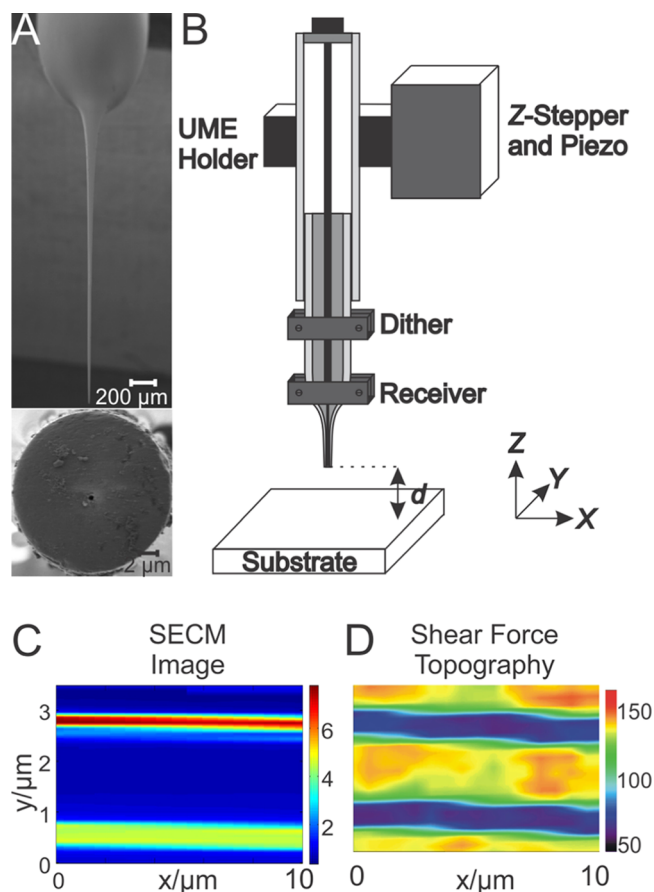 A
B
UME
Holder
Z-Stepper
and Piezo
Dither
Receiver
200 µm
Z
Y
X
d
2 µm
Substrate
C
SECM
Image
D
Shear Force
Topography
3
2
1
0
y/µm
0
x/µm
10
6
4
2
0
x/µm
10
150
100
50